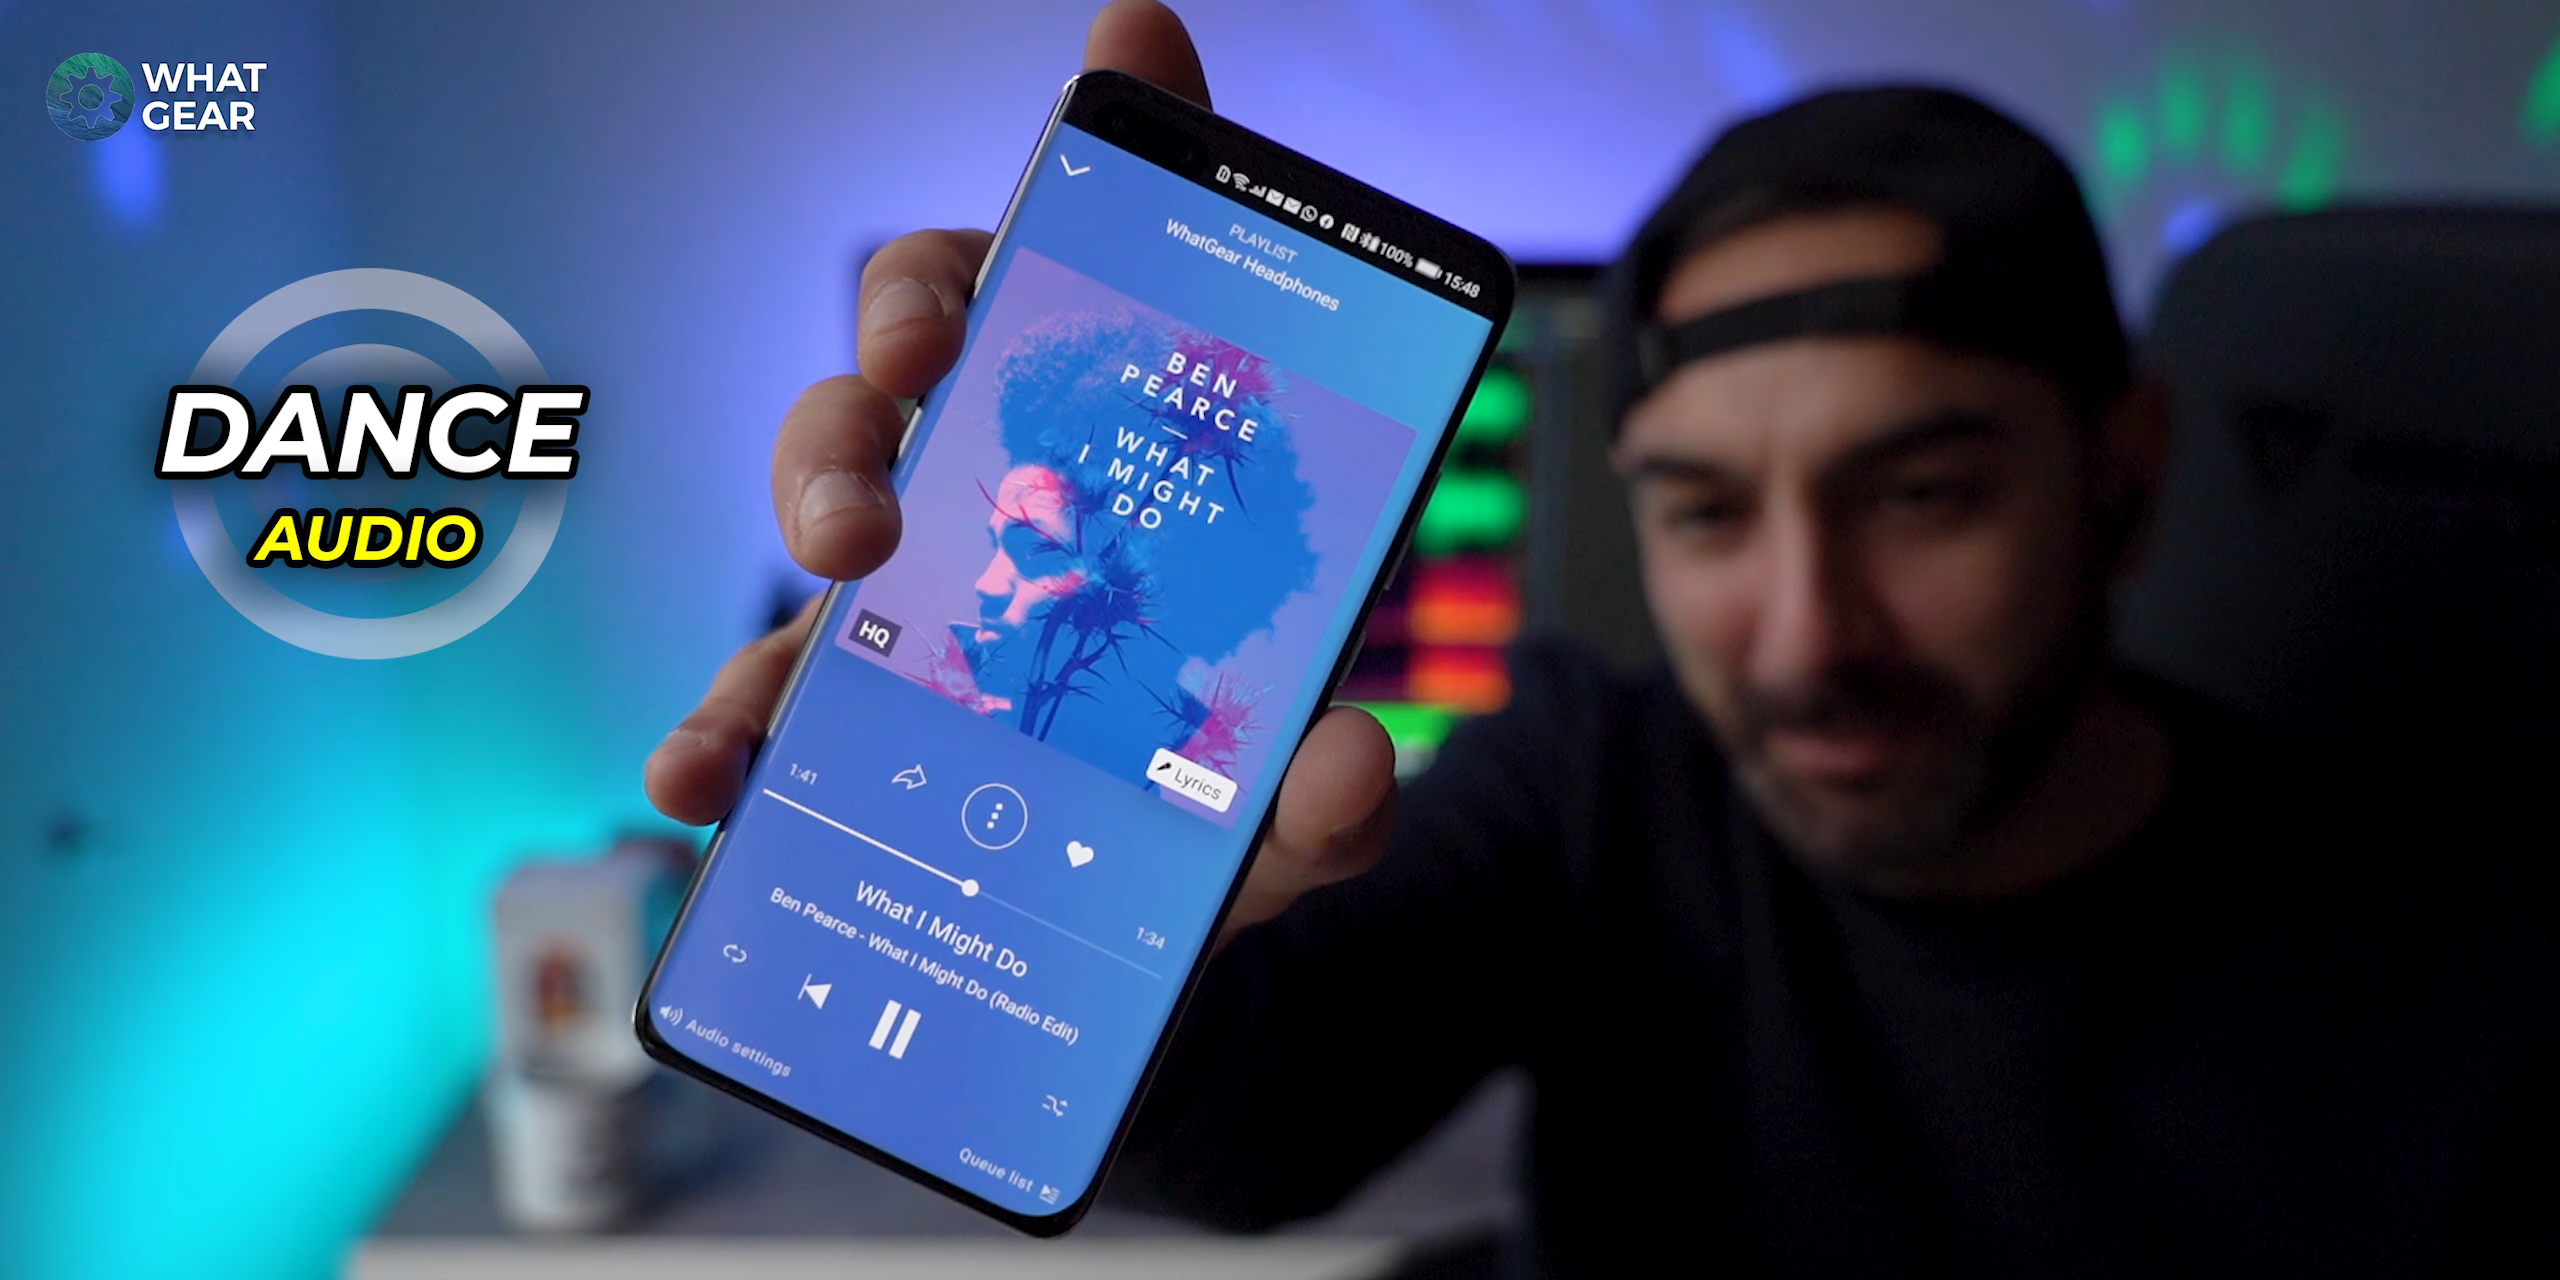 WHAT
GEAR
DANCE
AUDIO
100% 15:48
PLAYLIST
WhatGear Headphones
BEN
PEARCE
—
WHAT
I MIGHT
DO
HQ
Lyrics
1:41
1:34
What I Might Do
Ben Pearce - What I Might Do (Radio Edit)
Audio settings
Queue list